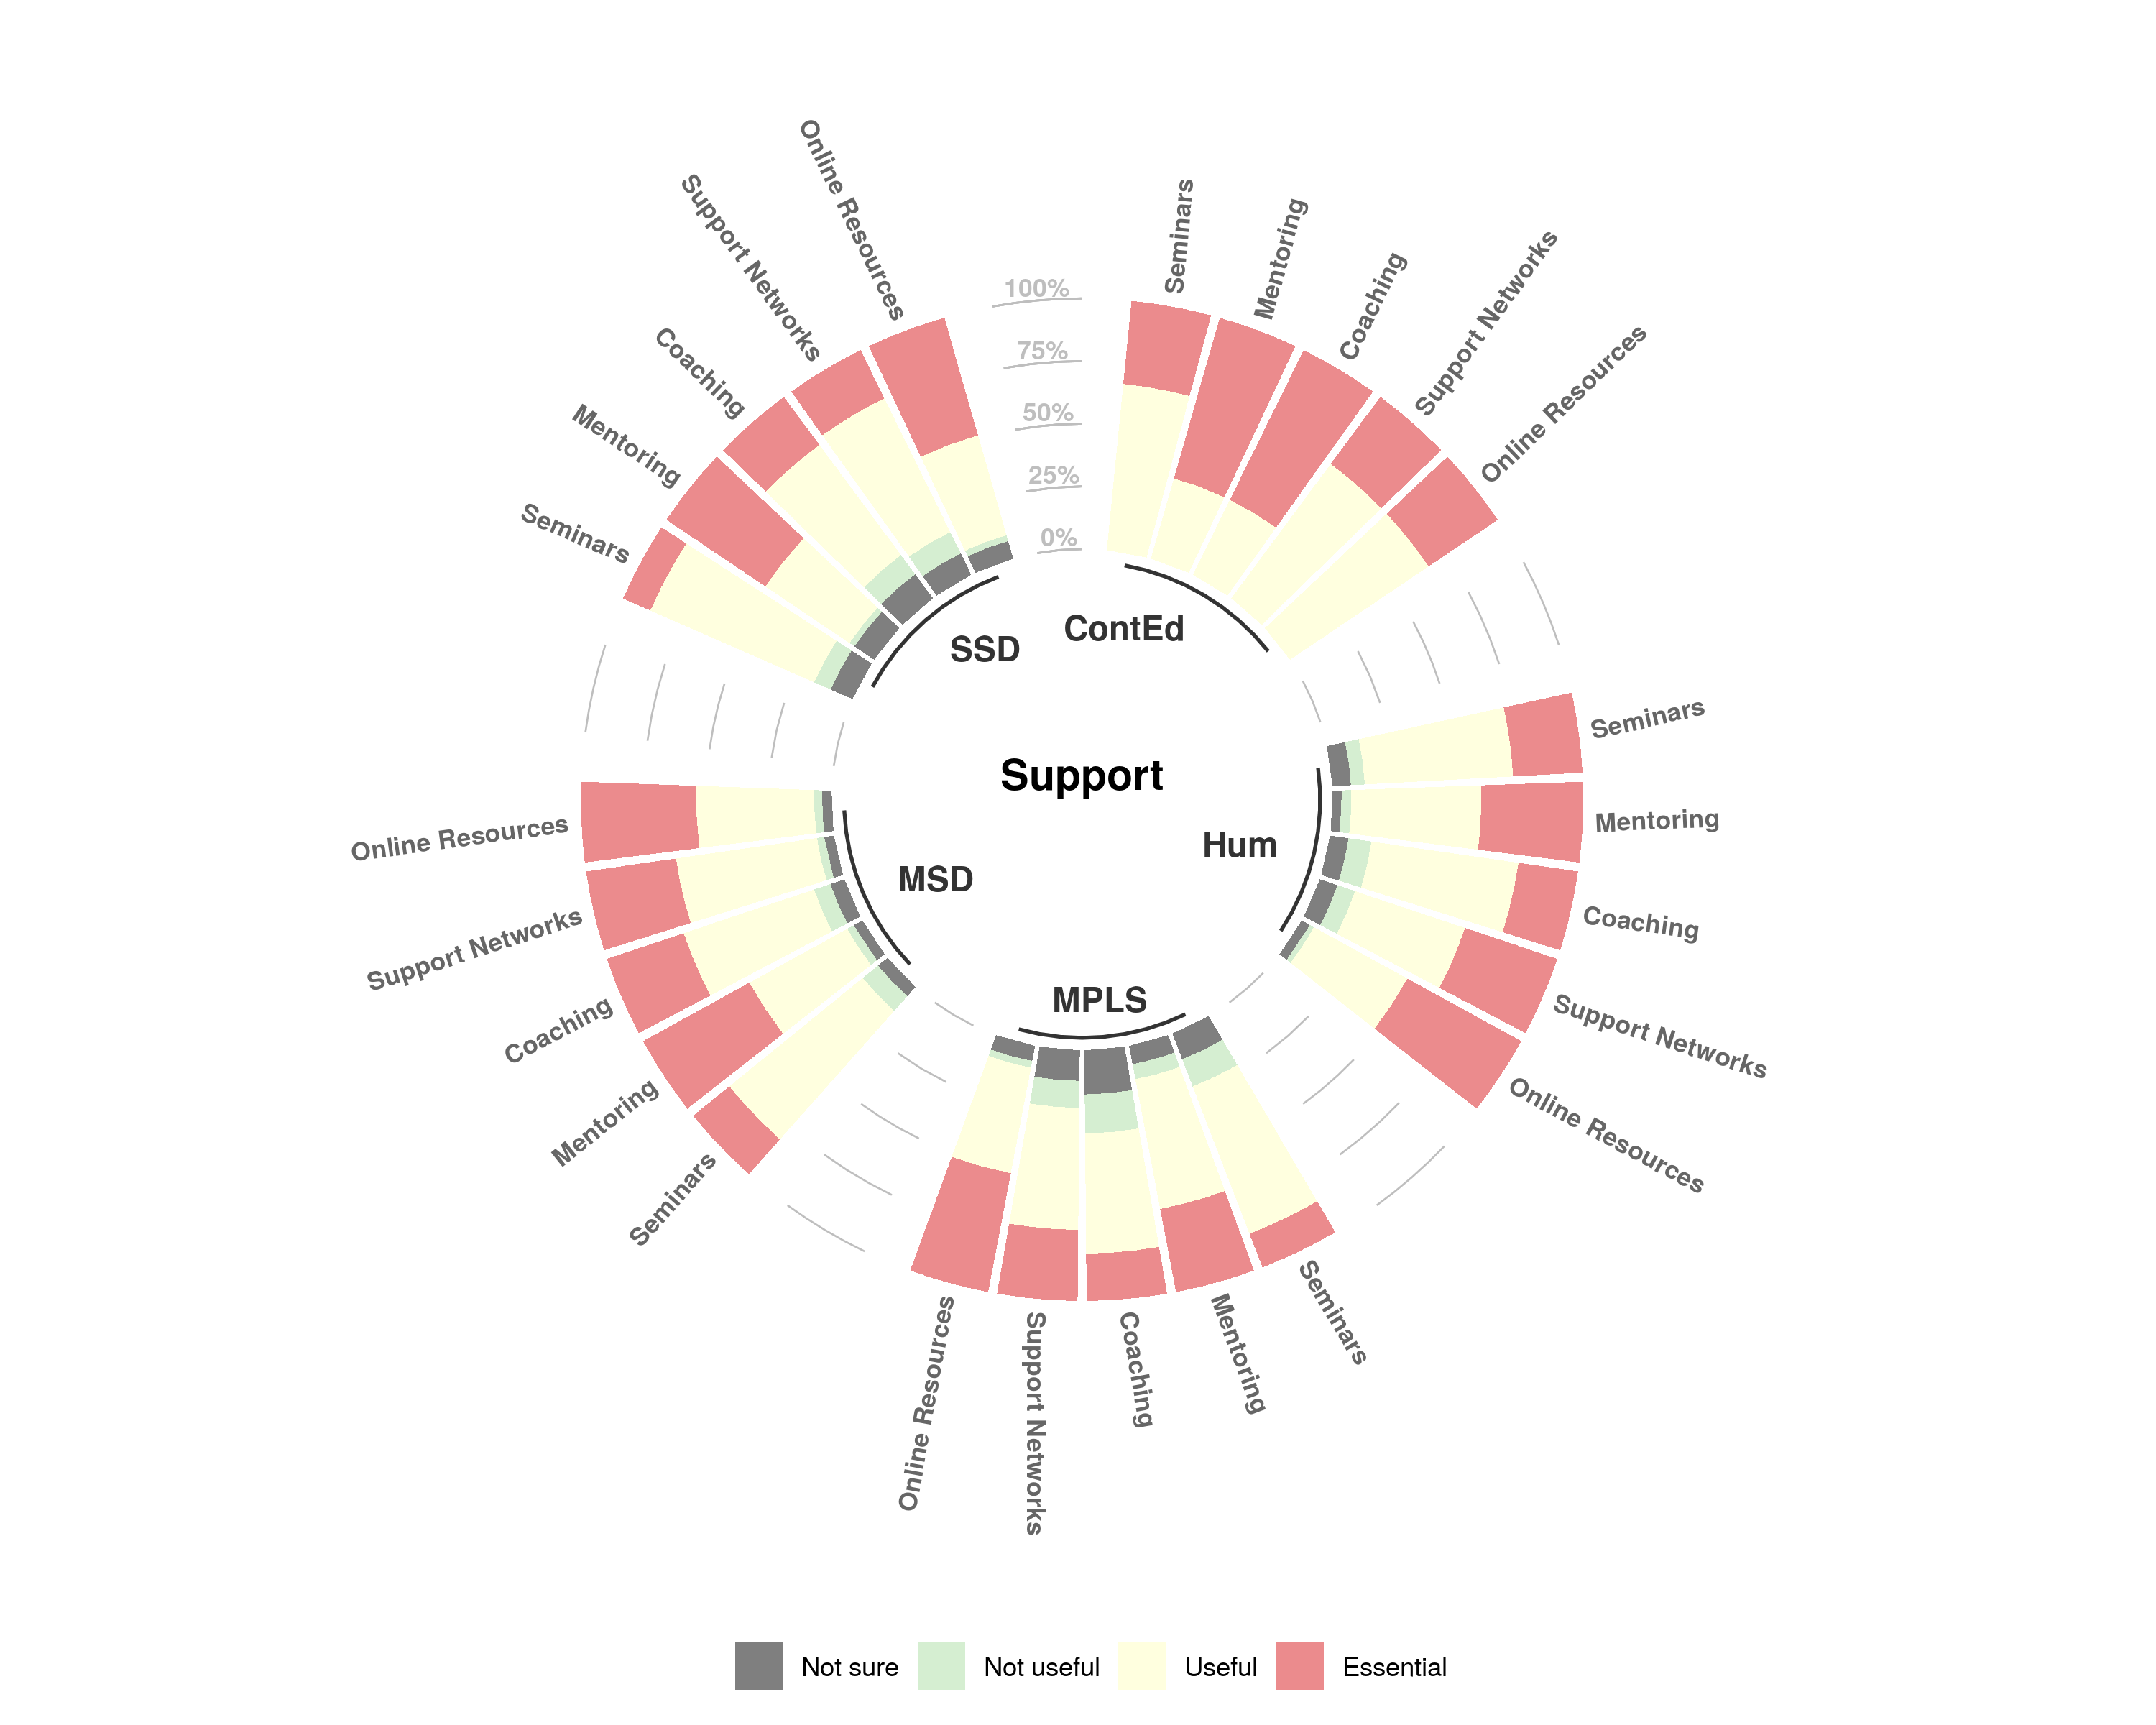 Support
ContEd
Seminars
Mentoring
Coaching
Support Networks
Online Resources
Hum
Seminars
Mentoring
Coaching
Support Networks
Online Resources
MPLS
Seminars
Mentoring
Coaching
Support Networks
Online Resources
MSD
Seminars
Mentoring
Coaching
Support Networks
Online Resources
SSD
Seminars
Mentoring
Coaching
Support Networks
Online Resources
100%
75%
50%
25%
0%
Not sure
Not useful
Useful
Essential